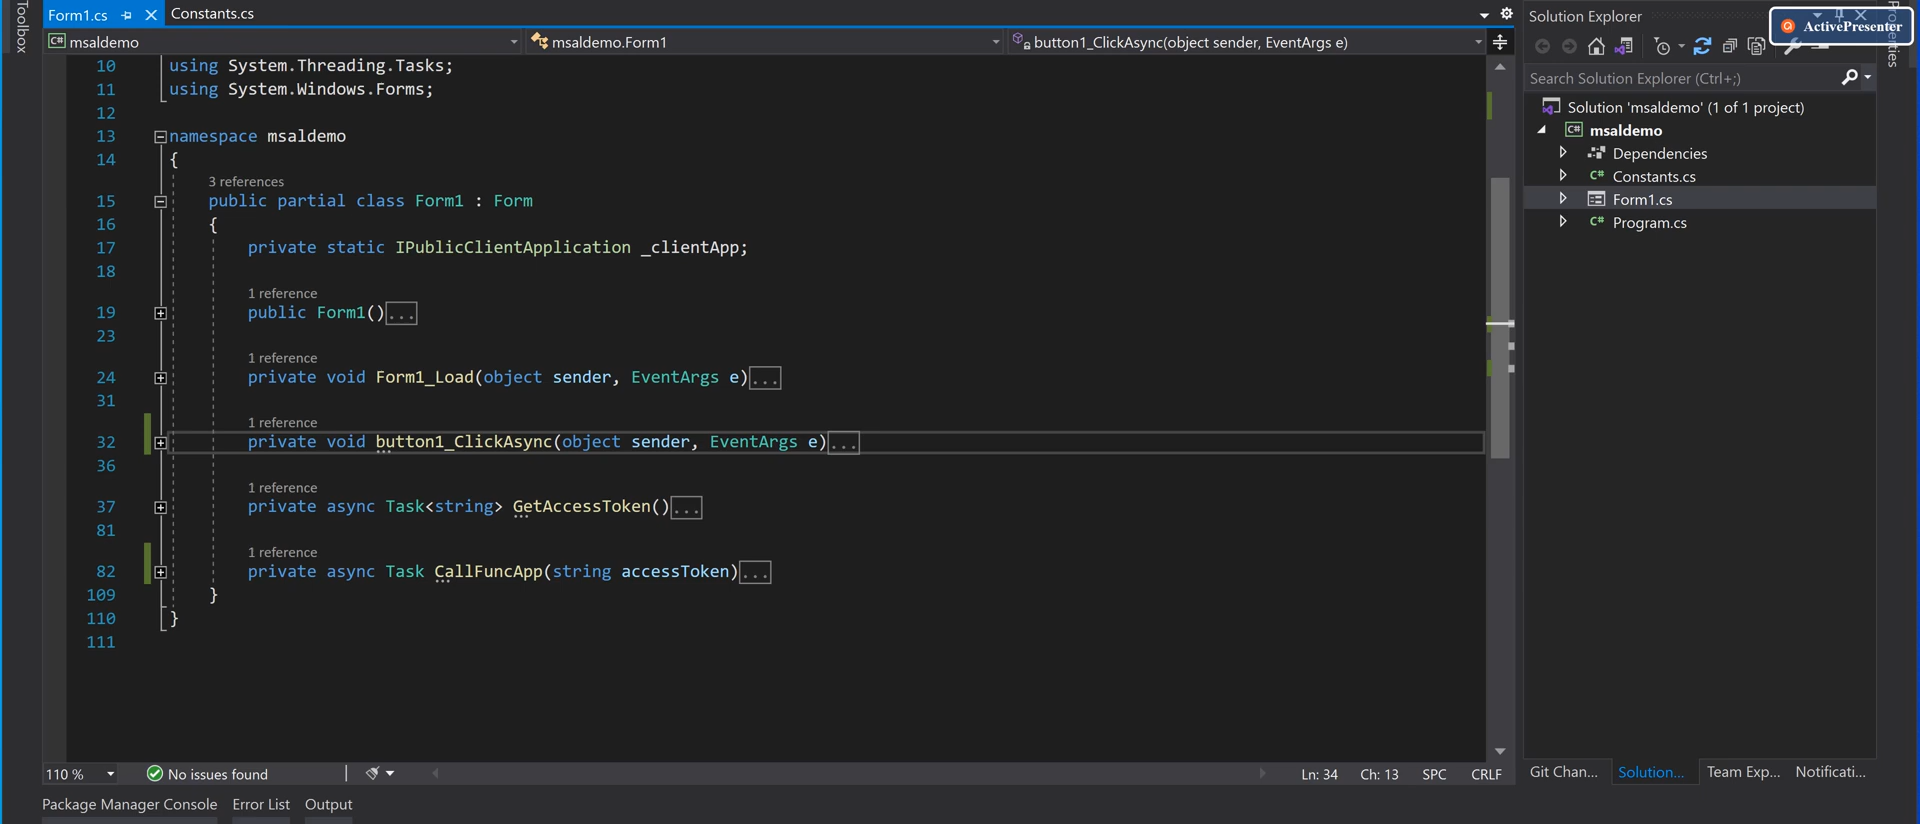 Toolbox
Form1.cs
Constants.cs
msaldemo
msaldemo.Form1
button1_ClickAsync(object sender, EventArgs e)
10 using System.Threading.Tasks;
11 using System.Windows.Forms;
12
13 namespace msaldemo
14 {
3 references
15 public partial class Form1 : Form
16 {
17 private static IPublicClientApplication _clientApp;
18
1 reference
19 public Form1()...
23
1 reference
24 private void Form1_Load(object sender, EventArgs e)...
31
1 reference
32 private void button1_ClickAsync(object sender, EventArgs e)...
36
1 reference
37 private async Task<string> GetAccessToken()...
81
1 reference
82 private async Task CallFuncApp(string accessToken)...
109 }
110 }
111
110 %
No issues found
Ln: 34 Ch: 13 SPC CRLF
Package Manager Console Error List Output
Solution Explorer
ActivePresenter
Properties
Search Solution Explorer (Ctrl+;)
Solution 'msaldemo' (1 of 1 project)
C# msaldemo
Dependencies
C# Constants.cs
Form1.cs
C# Program.cs
Git Chan... Solution... Team Exp... Notificati...